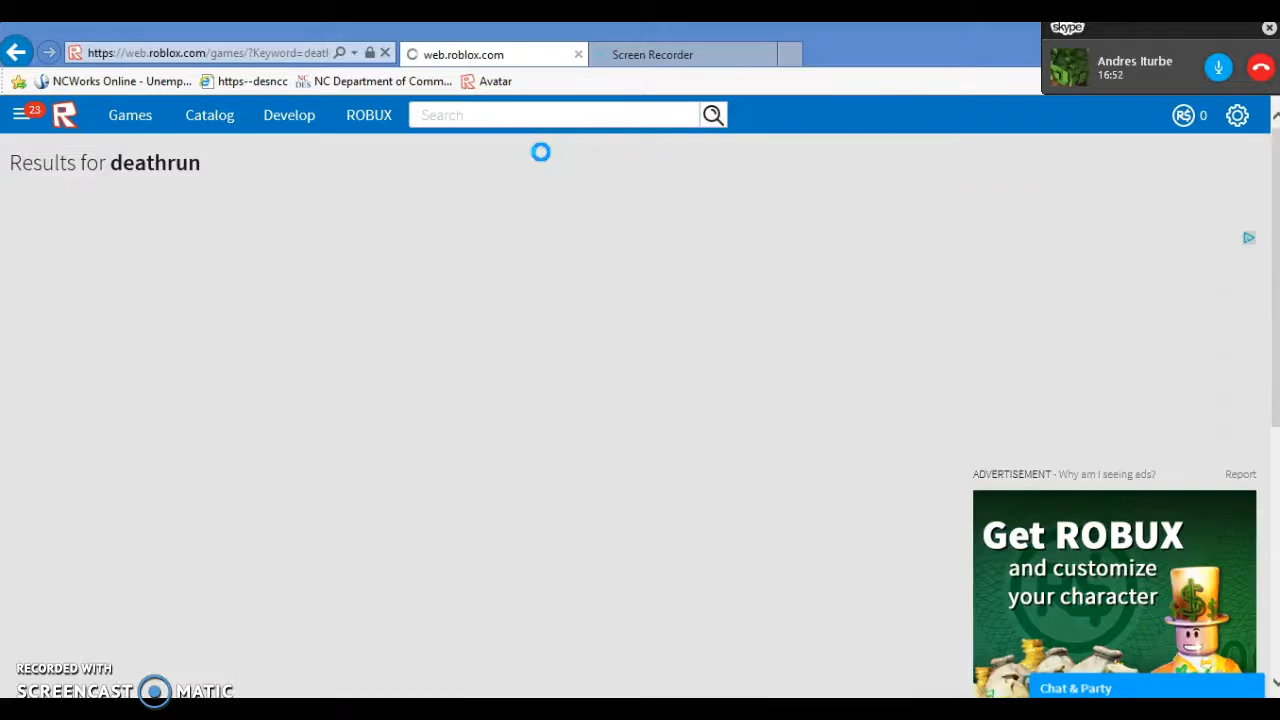 skype
https://web.roblox.com/games/?Keyword=deatl
web.roblox.com
Screen Recorder
Andres Iturbe
16:52
NCWorks Online - Unemp...
https--desncc
NC Department of Comm...
Avatar
23
Games
Catalog
Develop
ROBUX
Search
R$ 0
Results for deathrun
ADVERTISEMENT - Why am I seeing ads?
Report
Get ROBUX
and customize
your character
RECORDED WITH
SCREENCAST MATIC
Chat & Party